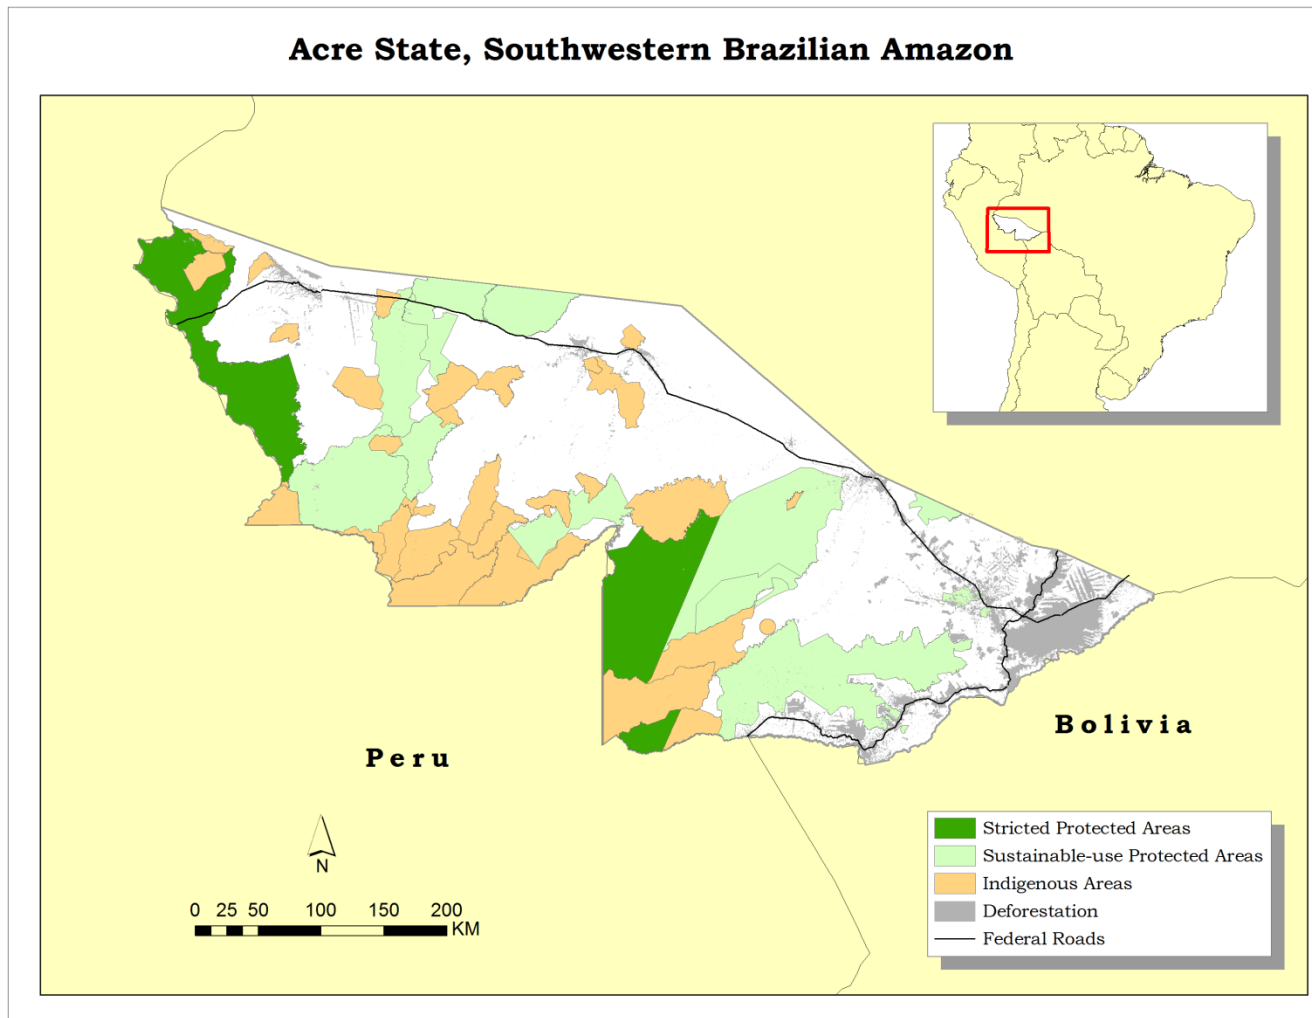 Acre State, Southwestern Brazilian Amazon
Peru
Bolivia
N
0 25 50 100 150 200
KM
Stricted Protected Areas
Sustainable-use Protected Areas
Indigenous Areas
Deforestation
Federal Roads